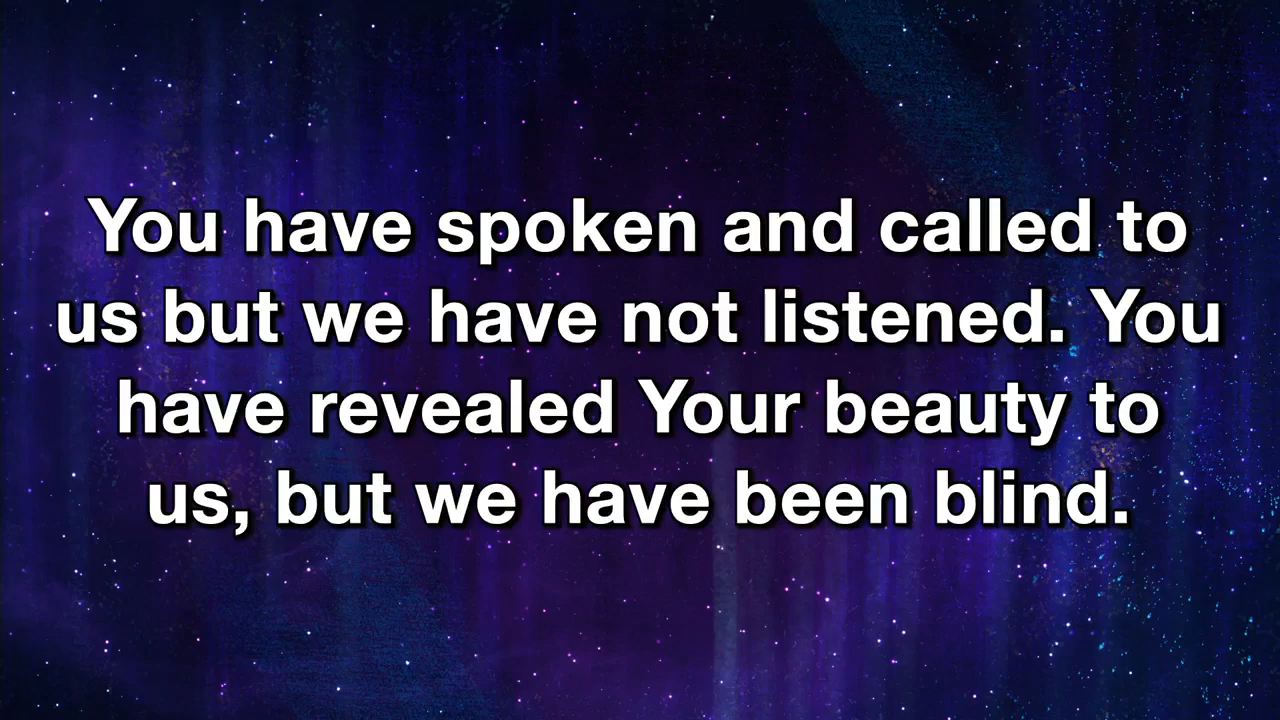 You have spoken and called to
us but we have not listened. You
have revealed Your beauty to
us, but we have been blind.